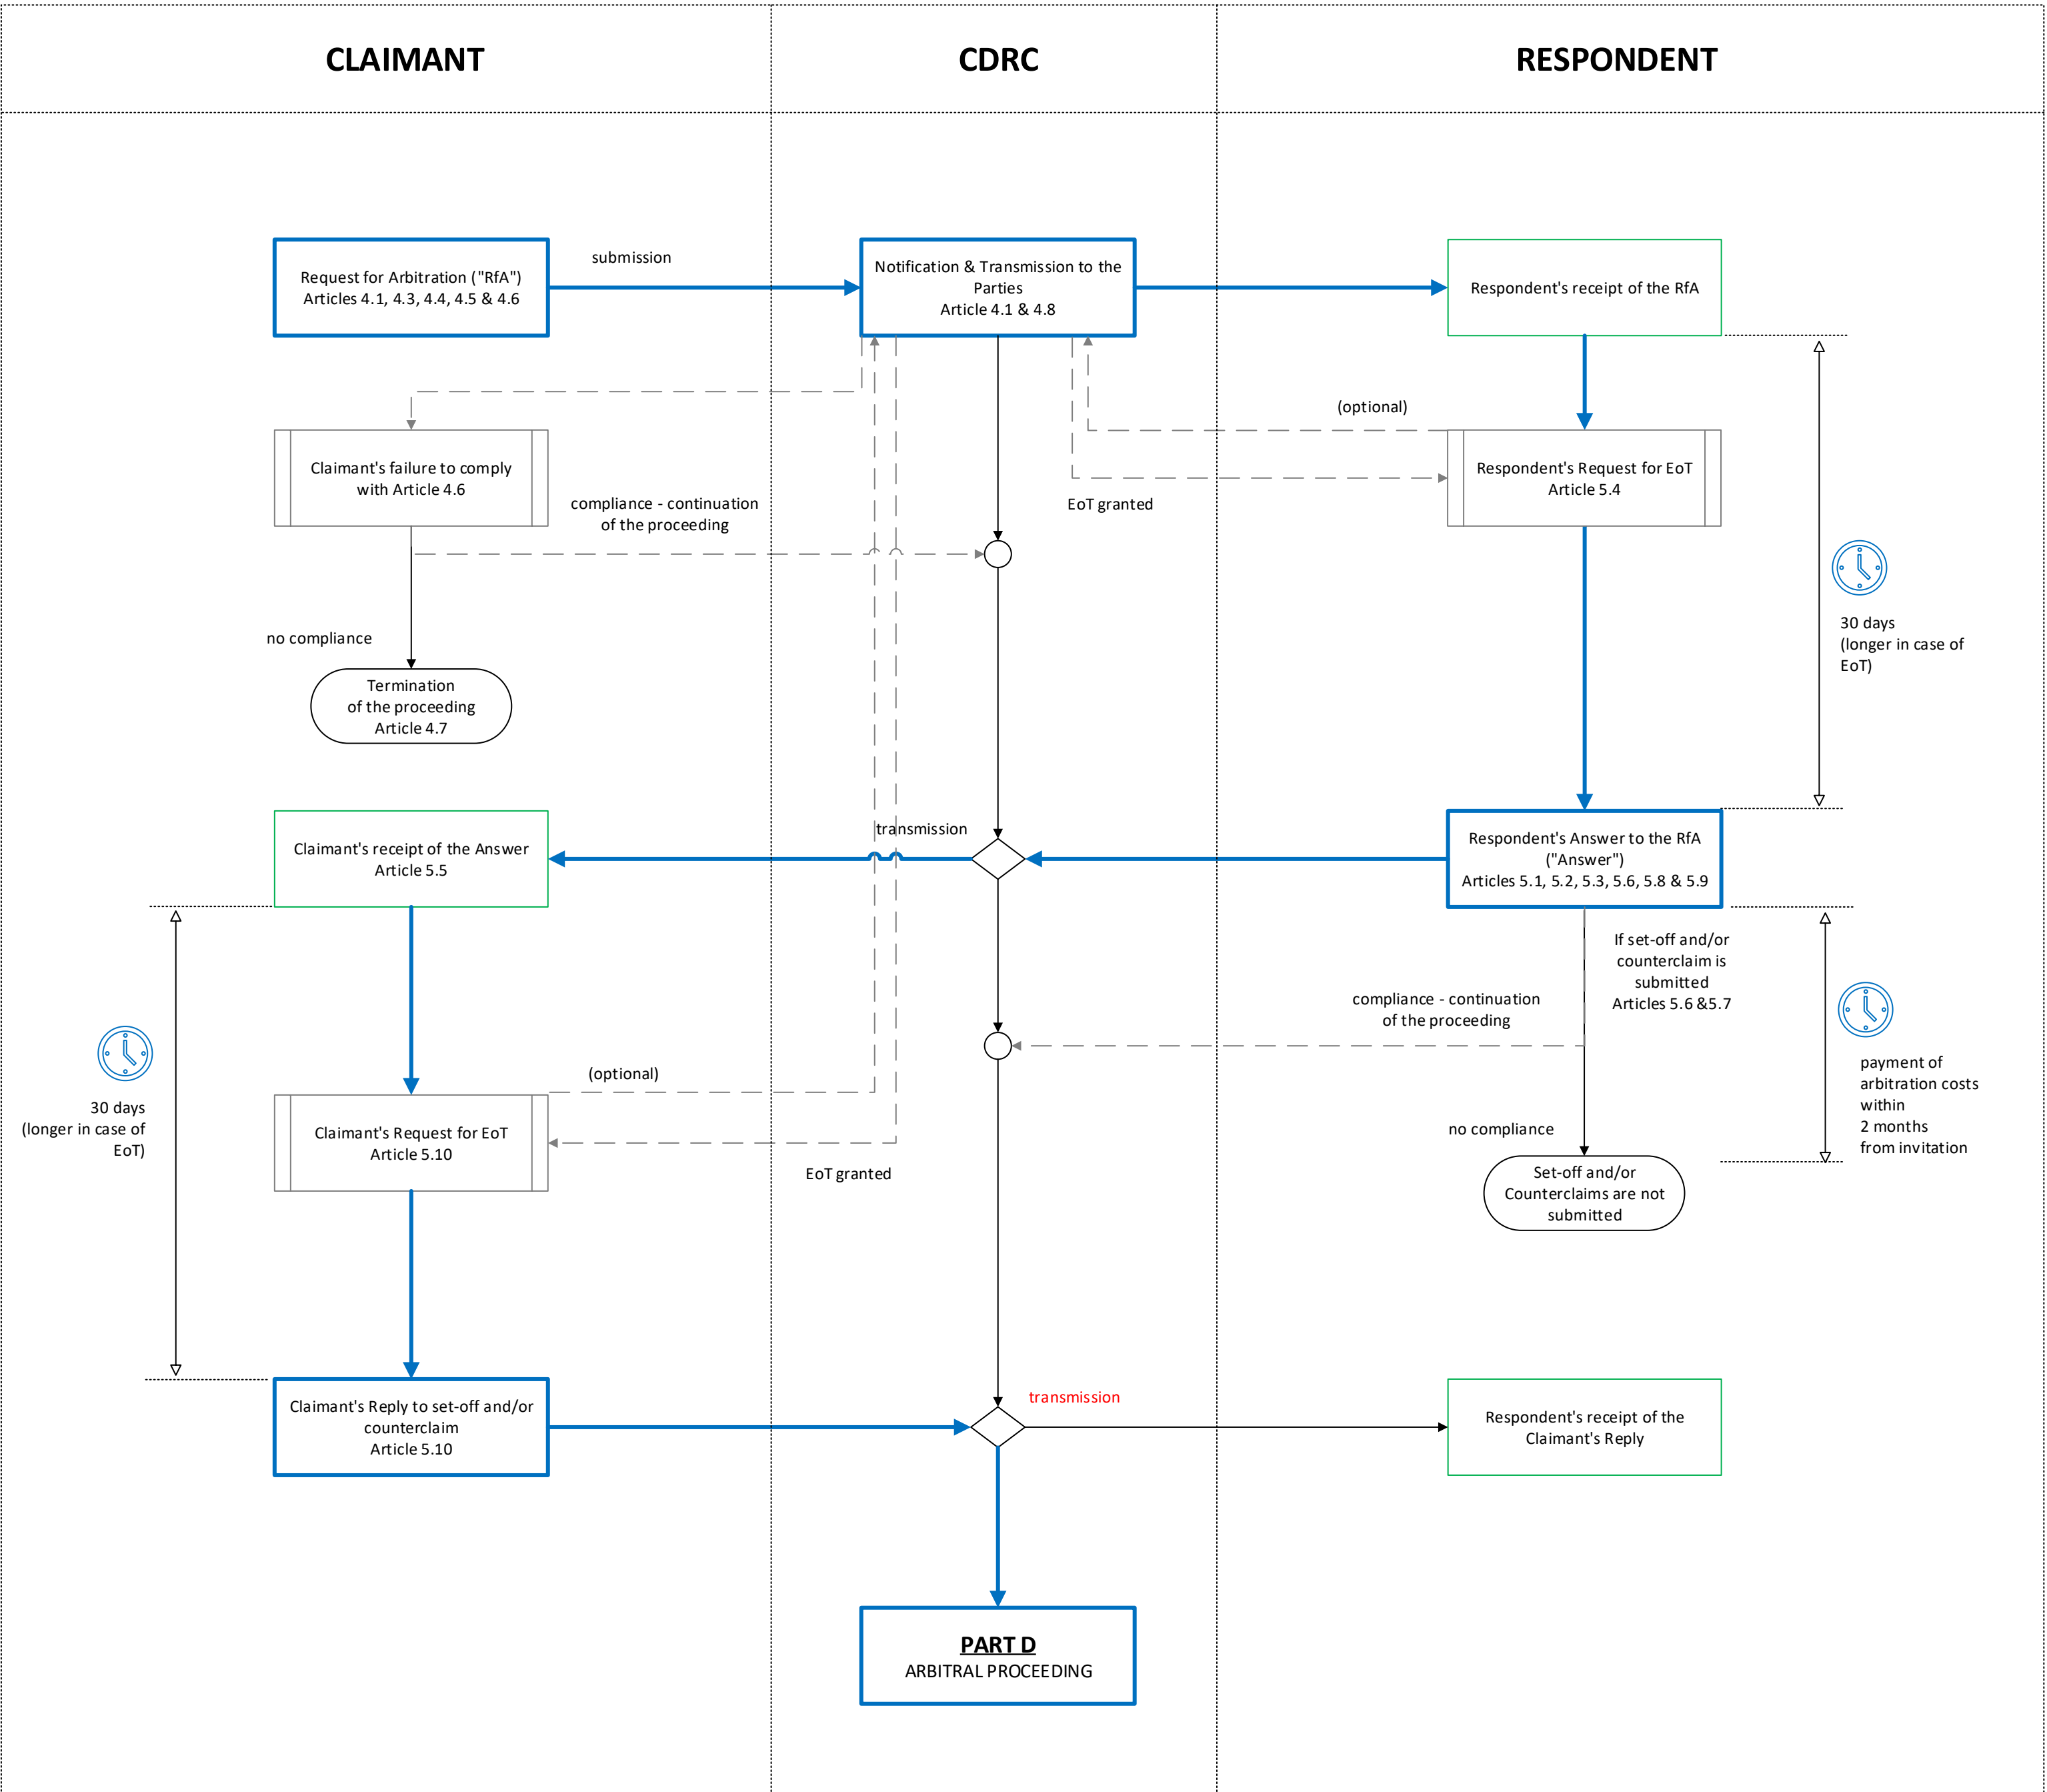 CLAIMANT
CDRC
RESPONDENT
Request for Arbitration ("RfA")
Articles 4.1, 4.3, 4.4, 4.5 & 4.6
submission
Notification & Transmission to the
Parties
Article 4.1 & 4.8
Respondent's receipt of the RfA
(optional)
Claimant's failure to comply
with Article 4.6
Respondent's Request for EoT
Article 5.4
compliance - continuation
of the proceeding
EoT granted
30 days
(longer in case of
EoT)
no compliance
Termination
of the proceeding
Article 4.7
Claimant's receipt of the Answer
Article 5.5
transmission
Respondent's Answer to the RfA
("Answer")
Articles 5.1, 5.2, 5.3, 5.6, 5.8 & 5.9
If set-off and/or
counterclaim is
submitted
Articles 5.6 &5.7
compliance - continuation
of the proceeding
payment of
arbitration costs
within
2 months
from invitation
30 days
(longer in case of
EoT)
(optional)
Claimant's Request for EoT
Article 5.10
EoT granted
no compliance
Set-off and/or
Counterclaims are not
submitted
Claimant's Reply to set-off and/or
counterclaim
Article 5.10
transmission
Respondent's receipt of the
Claimant's Reply
PART D
ARBITRAL PROCEEDING